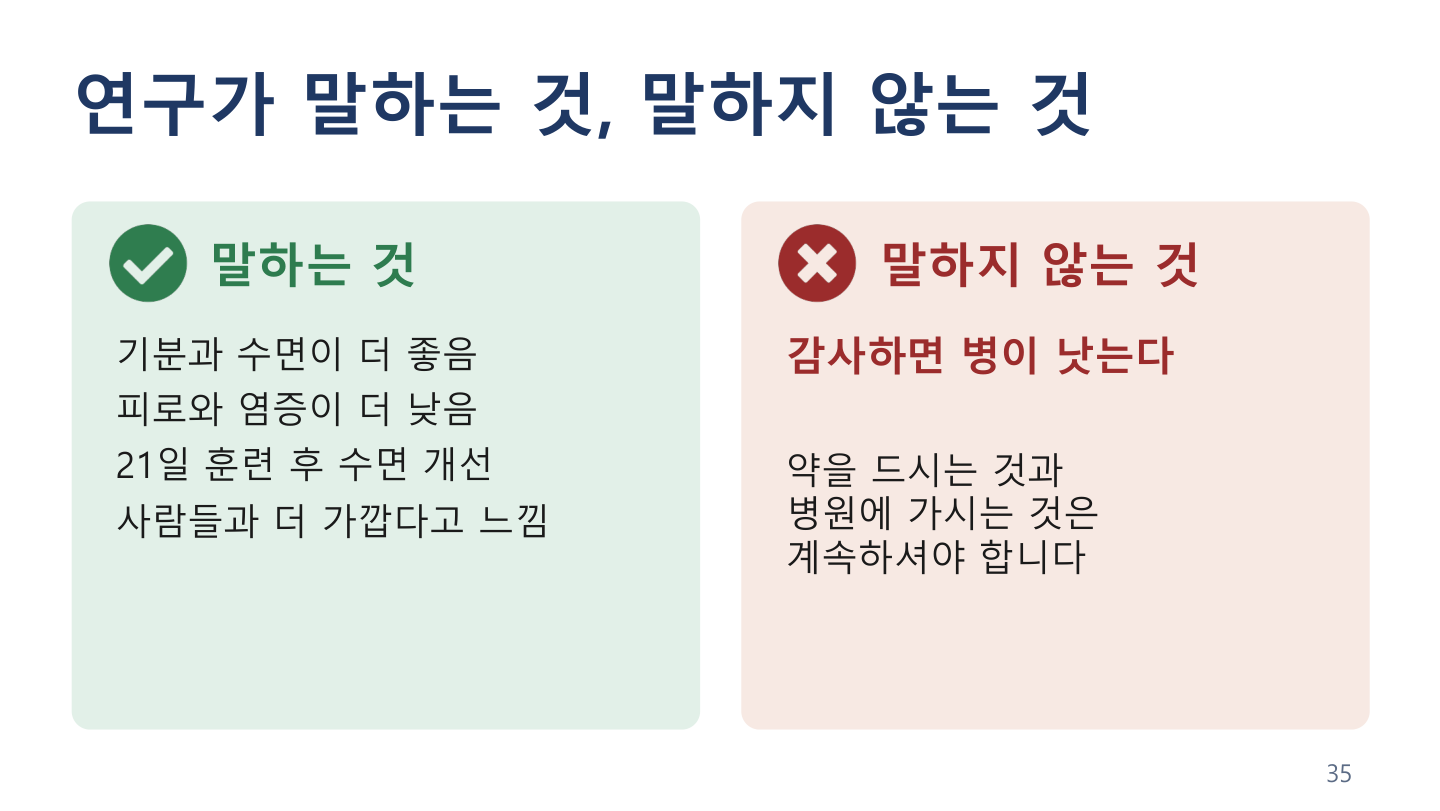 연구가 말하는 것, 말하지 않는 것
말하는 것
기분과 수면이 더 좋음
피로와 염증이 더 낮음
21일 훈련 후 수면 개선
사람들과 더 가깝다고 느낌
말하지 않는 것
감사하면 병이 낫는다
약을 드시는 것과
병원에 가시는 것은
계속하셔야 합니다
35